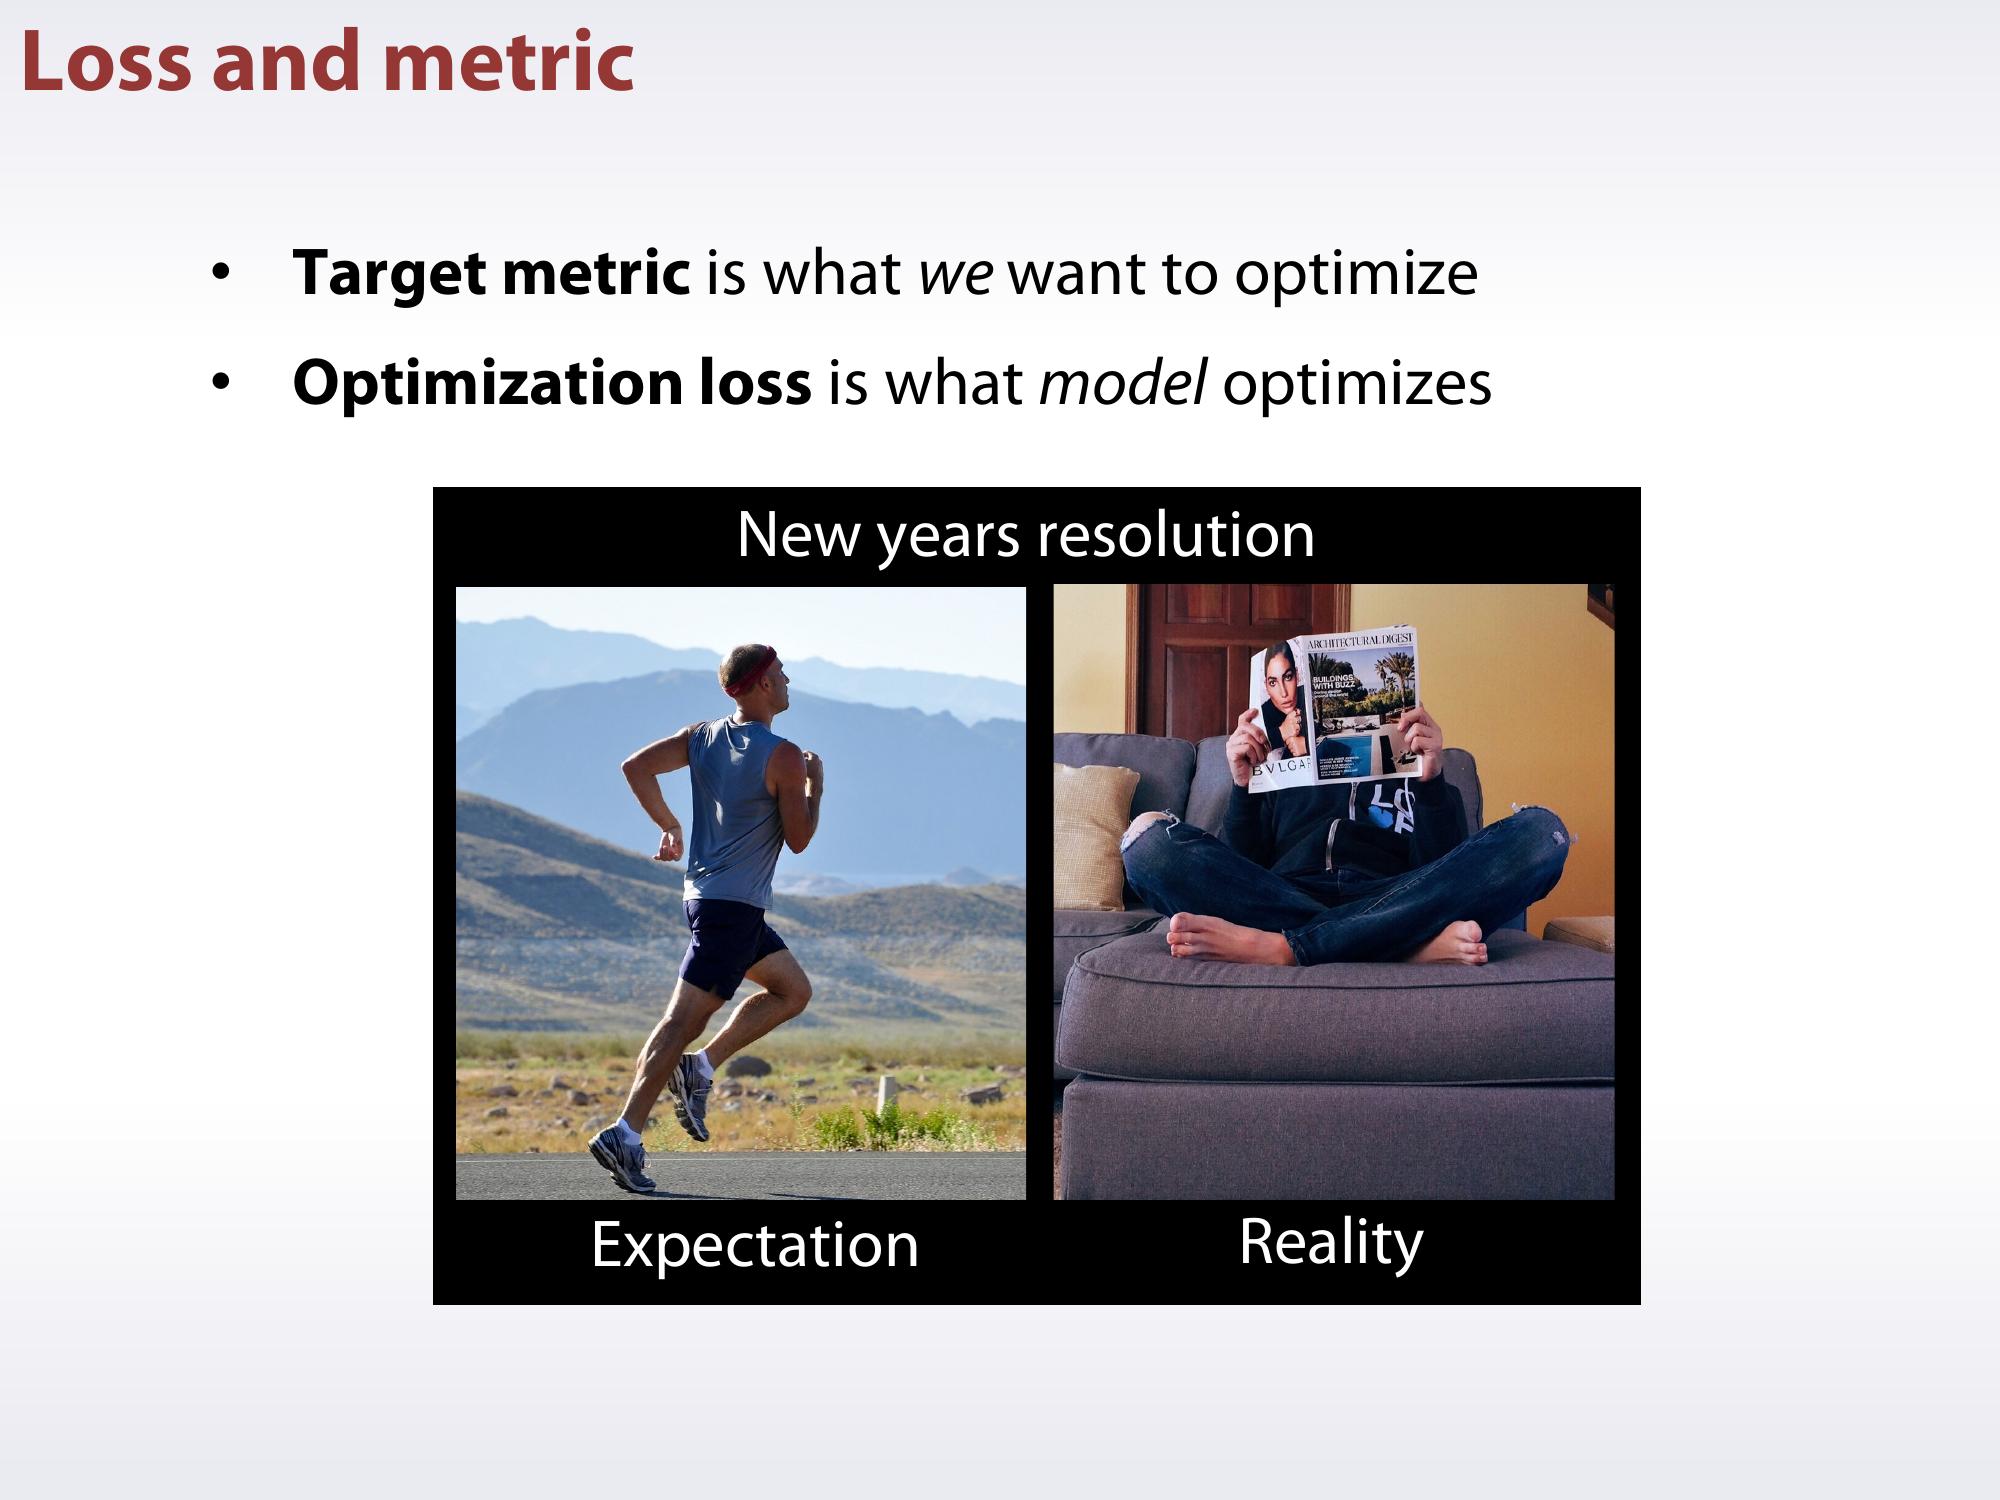 Loss and metric
• Target metric is what we want to optimize
• Optimization loss is what model optimizes
New years resolution
ARCHITECTURAL DIGEST
BUILDINGS
WITH BUZZ
BVLGAR
Expectation
Reality